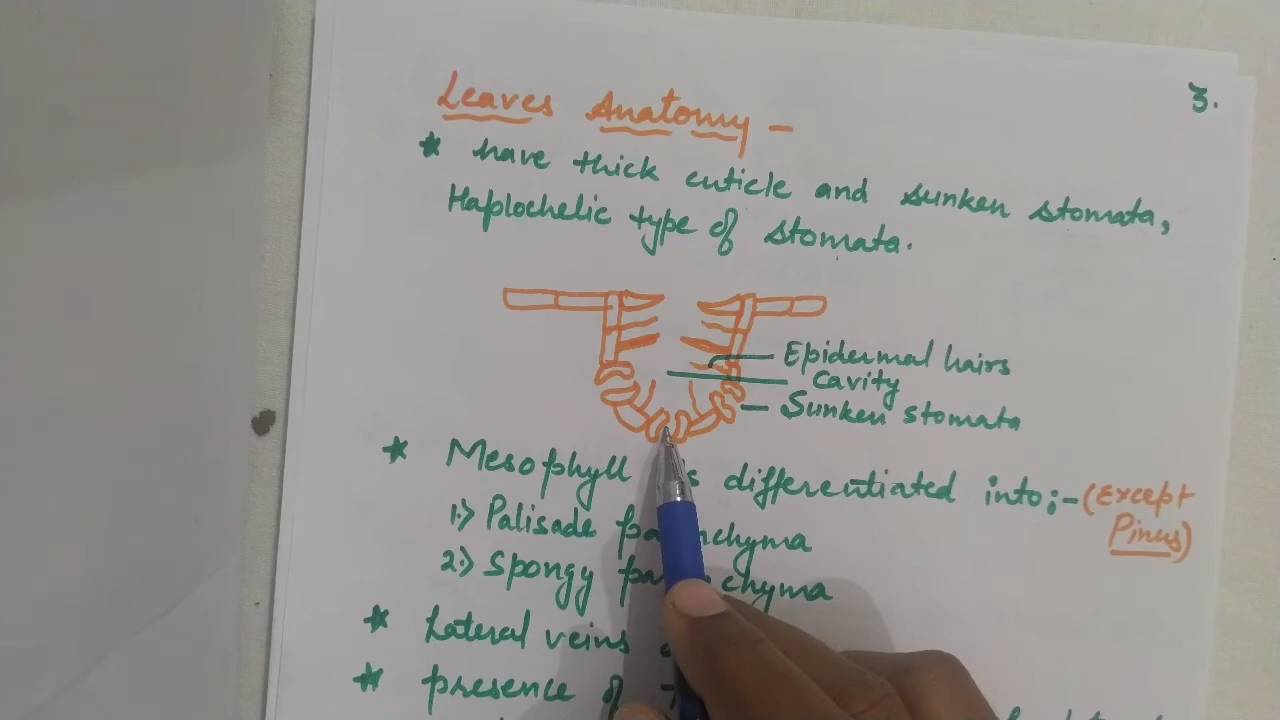 3.
Leaves Anatomy -
* have thick cuticle and sunken stomata,
Haplochelic type of stomata.
Epidermal hairs
cavity
Sunken stomata
* Mesophyll differentiated into;- (Except
Pinus)
1.) Palisade
2.) Spongy
* Lateral veins
* presence of